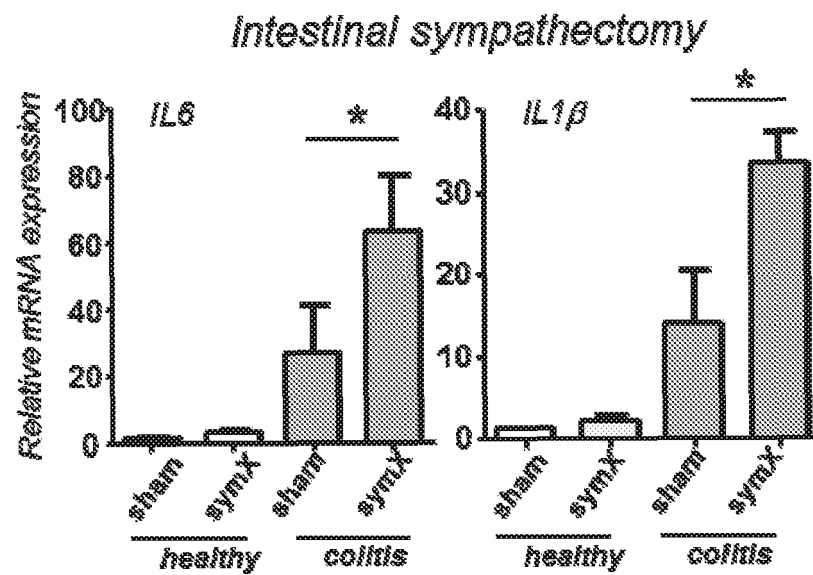 Intestinal sympathectomy
Relative mRNA expression
IL6
100
80
60
40
20
0
*
sham
symX
sham
symX
healthy
colitis
IL1β
40
30
20
10
0
*
sham
symX
sham
symX
healthy
colitis